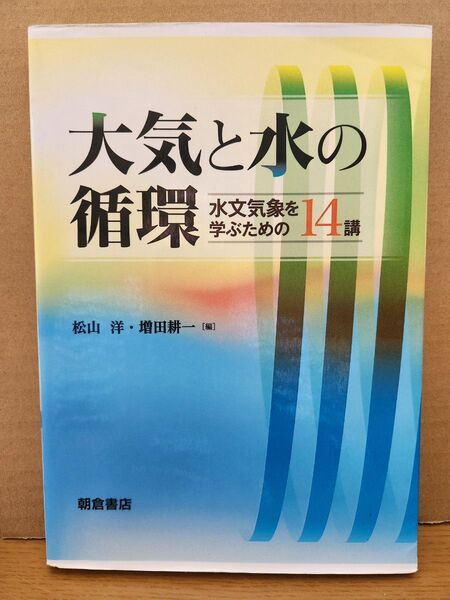 大気と水の
循環
水文気象を
学ぶための
14講
松山 洋・増田耕一[編]
朝倉書店